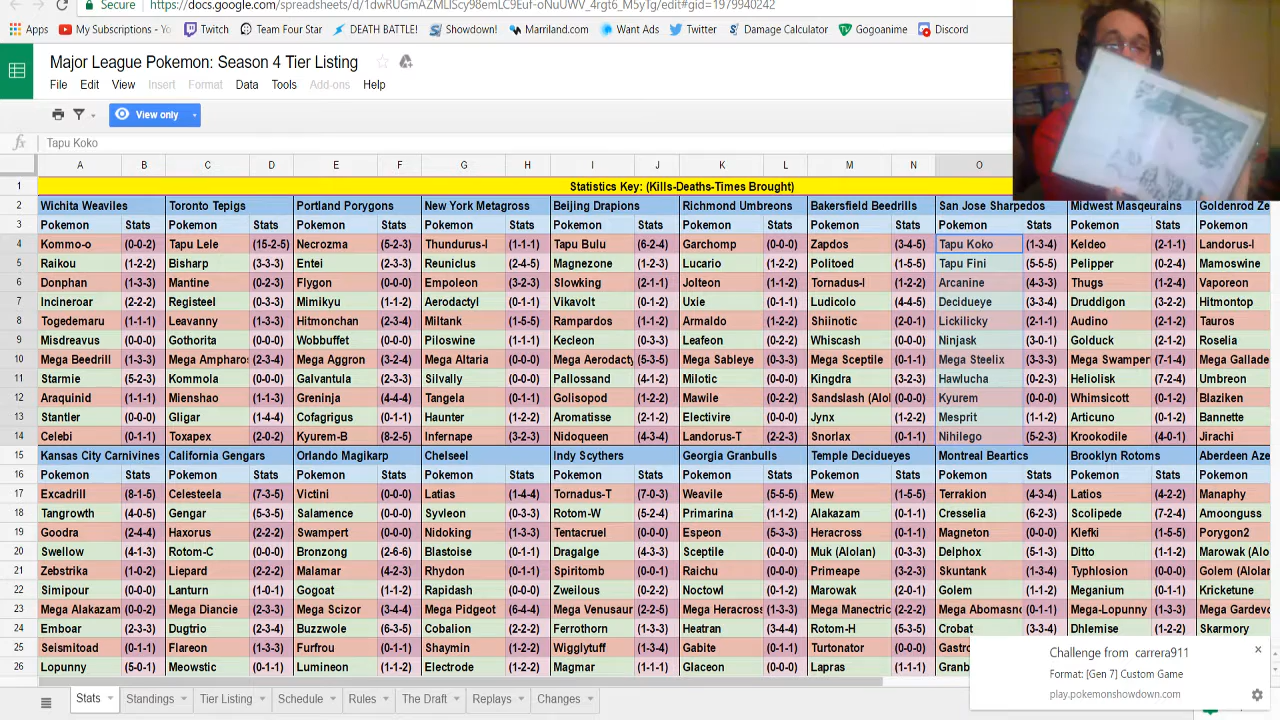 Secure https://docs.google.com/spreadsheets/d/1dwRUGmAZMLlScy98emLC9Euf-oNuUWV_4rgt6_M5yTg/edit#gid=1979940242
Apps My Subscriptions - Yo Twitch Team Four Star DEATH BATTLE! Showdown! Marriland.com Want Ads Twitter Damage Calculator Gogoanime Discord
Major League Pokemon: Season 4 Tier Listing
File Edit View Insert Format Data Tools Add-ons Help
View only
fx Tapu Koko
A B C D E F G H I J K L M N O
1 Statistics Key: (Kills-Deaths-Times Brought)
2 Wichita Weaviles Toronto Tepigs Portland Porygons New York Metagross Beijing Drapions Richmond Umbreons Bakersfield Beedrills San Jose Sharpedos Midwest Masqeurains Goldenrod Ze
3 Pokemon Stats Pokemon Stats Pokemon Stats Pokemon Stats Pokemon Stats Pokemon Stats Pokemon Stats Pokemon Stats Pokemon Stats Pokemon
4 Kommo-o (0-0-2) Tapu Lele (15-2-5) Necrozma (5-2-3) Thundurus-I (1-1-1) Tapu Bulu (6-2-4) Garchomp (0-0-0) Zapdos (3-4-5) Tapu Koko (1-3-4) Keldeo (2-1-1) Landorus-I
5 Raikou (2-1-2) Bisharp (3-3-3) Entei (2-3-3) Reuniclus (2-4-5) Magnezone (1-2-3) Lucario (1-2-2) Politoed (1-5-5) Tapu Fini (5-5-5) Pelipper (0-2-4) Mamoswine
6 Donphan (1-3-3) Mantine (0-2-3) Flygon (0-0-0) Empoleon (3-2-3) Slowking (2-1-1) Jolteon (1-1-2) Tornadus-I (1-1-2) Arcanine (4-3-3) Thugs (1-2-4) Vaporeon
7 Incineroar (2-2-2) Registeel (0-1-3) Mimikyu (1-1-2) Aerodactyl (0-1-3) Vikavolt (0-1-2) Uxie (0-1-1) Ludicolo (4-4-5) Decidueye (3-3-4) Druddigon (3-2-2) Hitmontop
8 Togedemaru (1-1-1) Leavanny (1-3-3) Hitmonchan (2-3-4) Miltank (1-5-5) Rampardos (1-1-2) Armaldo (1-1-2) Shiinotic (2-0-1) Lickilicky (2-1-1) Audino (2-1-2) Tauros
9 Misdreavus (0-0-0) Gothorita (0-0-0) Wobbuffet (0-0-0) Piloswine (1-1-1) Kecleon (0-3-3) Leafeon (0-2-2) Whiscash (0-0-0) Ninjask (3-0-1) Golduck (2-1-2) Roselia
10 Mega Beedrill (1-3-3) Mega Ampharos (2-3-4) Mega Aggron (3-2-4) Mega Altaria (0-0-0) Mega Aerodacty (5-3-5) Mega Sableye (0-3-3) Mega Sceptile (0-1-1) Mega Steelix (3-3-3) Mega Swamper (7-1-4) Mega Gallade
11 Starmie (5-2-3) Kommola (0-0-0) Galvantula (2-3-3) Silvally (0-0-0) Pallossand (4-1-2) Milotic (0-0-2) Kingdra (3-2-3) Hawlucha (0-2-3) Heliolisk (7-2-4) Umbreon
12 Araquinid (1-1-1) Mienshao (1-1-3) Greninja (4-4-4) Tangela (0-0-0) Golisopod (1-2-2) Mawile (0-2-2) Sandslash (Alol (0-1-1) Kyurem (0-0-0) Whimsicott (2-2-3) Blaziken
13 Stantler (0-0-0) Gligar (1-4-4) Cofagrigus (0-1-1) Haunter (1-2-2) Aromatisse (2-1-2) Electivire (0-0-0) Jynx (1-2-2) Mesprit (1-1-2) Articuno (0-2-2) Bannette
14 Celebi (0-1-1) Toxapex (2-0-2) Kyurem-B (8-2-5) Infernape (3-2-3) Nidoqueen (4-3-4) Landorus-T (2-2-3) Snorlax (0-1-1) Nihilego (5-2-3) Krookodile (4-0-1) Jirachi
15 Kansas City Carnivines California Gengars Orlando Magikarp Chelseel Indy Scythers Georgia Granbulls Temple Decidueyes Montreal Beartics Brooklyn Rotoms Aberdeen Aze
16 Pokemon Stats Pokemon Stats Pokemon Stats Pokemon Stats Pokemon Stats Pokemon Stats Pokemon Stats Pokemon Stats Pokemon Stats Pokemon
17 Excadrill (8-1-5) Celesteela (7-3-5) Victini (0-0-0) Latias (1-4-4) Tornadus-T (7-0-3) Weavile (5-5-5) Mew (1-5-5) Terrakion (4-3-4) Latios (4-2-2) Manaphy
18 Tangrowth (4-0-5) Gengar (5-3-5) Salamence (0-0-0) Syvleon (0-3-3) Rotom-W (5-2-4) Primarina (1-1-2) Alakazam (0-1-1) Cresselia (6-2-3) Scolipede (7-2-4) Amoonguss
19 Goodra (2-4-4) Haxorus (2-2-3) Swampert (0-0-0) Nidoking (1-3-3) Tentacruel (0-0-0) Espeon (5-3-3) Heracross (0-1-1) Magneton (0-0-0) Klefki (1-5-5) Porygon2
20 Swellow (4-1-3) Rotom-C (0-0-0) Bronzong (2-6-6) Blastoise (0-1-1) Dragalge (4-3-3) Sceptile (0-1-1) Muk (Alolan) (0-3-3) Delphox (5-1-3) Ditto (1-1-2) Marowak (Alo
21 Zebstrika (1-0-2) Liepard (2-2-2) Malamar (4-2-3) Rhydon (0-1-1) Spiritomb (0-0-1) Raichu (0-0-0) Primeape (3-2-3) Skuntank (1-3-4) Typhlosion (0-0-0) Golem (Alolan
22 Simipour (0-0-0) Lanturn (0-1-1) Gogoat (1-1-2) Rapidash (0-0-0) Zweilous (0-2-2) Noctowl (0-0-0) Marowak (2-0-1) Golem (1-1-2) Meganium (0-1-1) Kricketune
23 Mega Alakazam (0-0-2) Mega Diancie (2-3-3) Mega Scizor (3-4-4) Mega Pidgeot (6-4-4) Mega Venusaur (2-2-5) Mega Heracross (1-3-3) Mega Manectric (2-2-2) Mega Abomasno (0-1-1) Mega-Lopunny (1-3-3) Mega Gardevo
24 Emboar (2-3-3) Dugtrio (2-3-4) Buzzwole (6-3-5) Cobalion (2-2-2) Ferrothorn (1-3-3) Heatran (3-4-4) Rotom-H (5-3-5) Crobat (3-3-4) Dhlemise (1-2-2) Skarmory
25 Seismitoad (0-1-1) Flareon (1-3-3) Furfrou (0-1-1) Shaymin (1-2-2) Wigglytuff (1-3-4) Gabite (0-0-0) Turtonator (0-0-0) Gastro
26 Lopunny (5-0-1) Meowstic (0-1-1) Lumineon (1-1-2) Electrode (1-2-2) Magmar (1-1-1) Glaceon (0-0-0) Lapras (1-1-1) Granb
Challenge from carrera911
Format: [Gen 7] Custom Game
play.pokemonshowdown.com
Stats Standings Tier Listing Schedule Rules The Draft Replays Changes